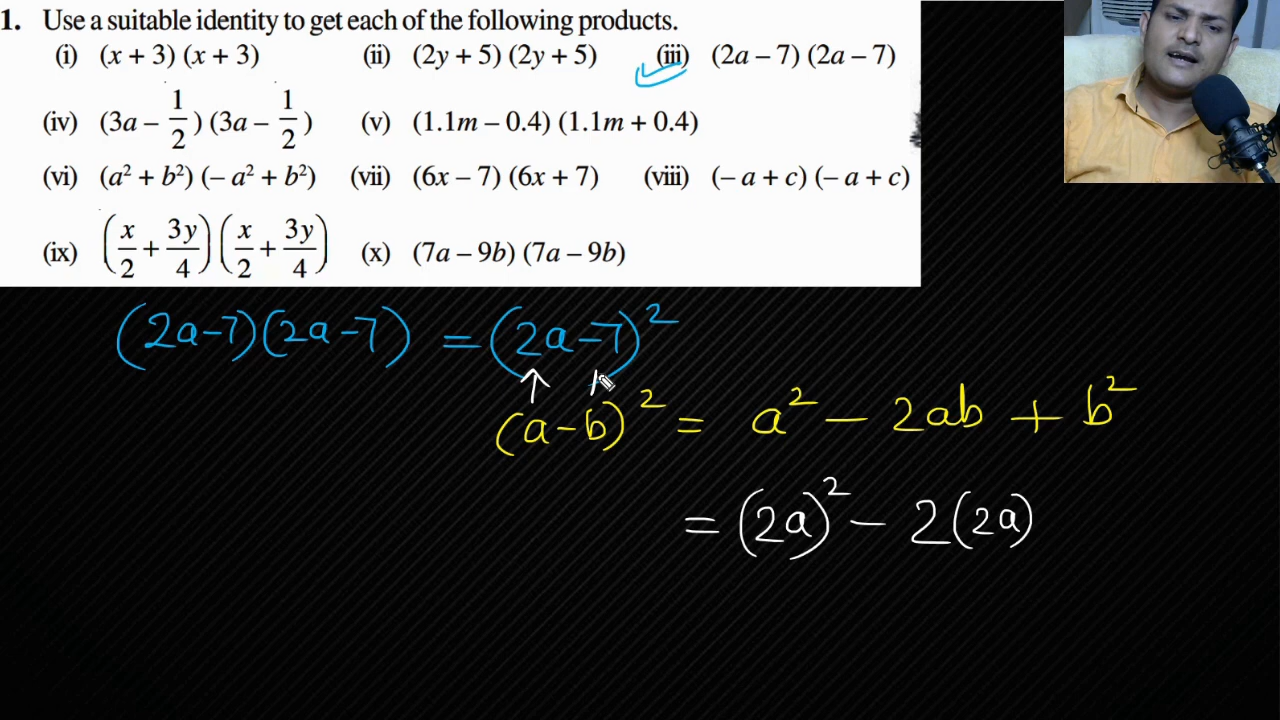 1. Use a suitable identity to get each of the following products.
(i) (x + 3) (x + 3) (ii) (2y + 5) (2y + 5) (iii) (2a – 7) (2a – 7)
(iv) (3a – 1/2) (3a – 1/2) (v) (1.1m – 0.4) (1.1m + 0.4)
(vi) (a² + b²) (– a² + b²) (vii) (6x – 7) (6x + 7) (viii) (– a + c) (– a + c)
(ix) (x/2 + 3y/4) (x/2 + 3y/4) (x) (7a – 9b) (7a – 9b)
(2a-7)(2a-7) = (2a-7)²
(a-b)² = a² - 2ab + b²
= (2a)² - 2(2a)